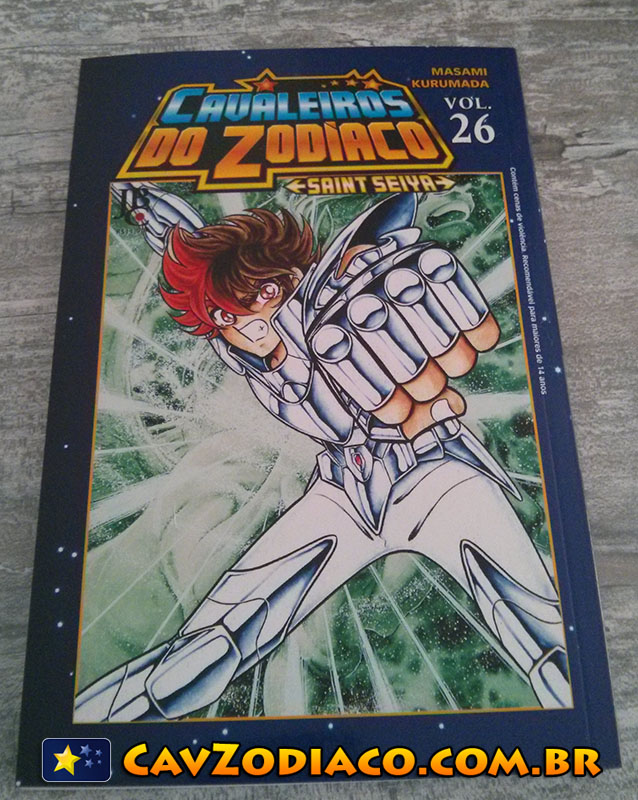 MASAMI
KURUMADA
CAVALEIROS
DO ZODÍACO
SAINT SEIYA
VOL.
26
JBC
Contém cenas de violência. Recomendável para maiores de 14 anos
CAVZODIACO.COM.BR